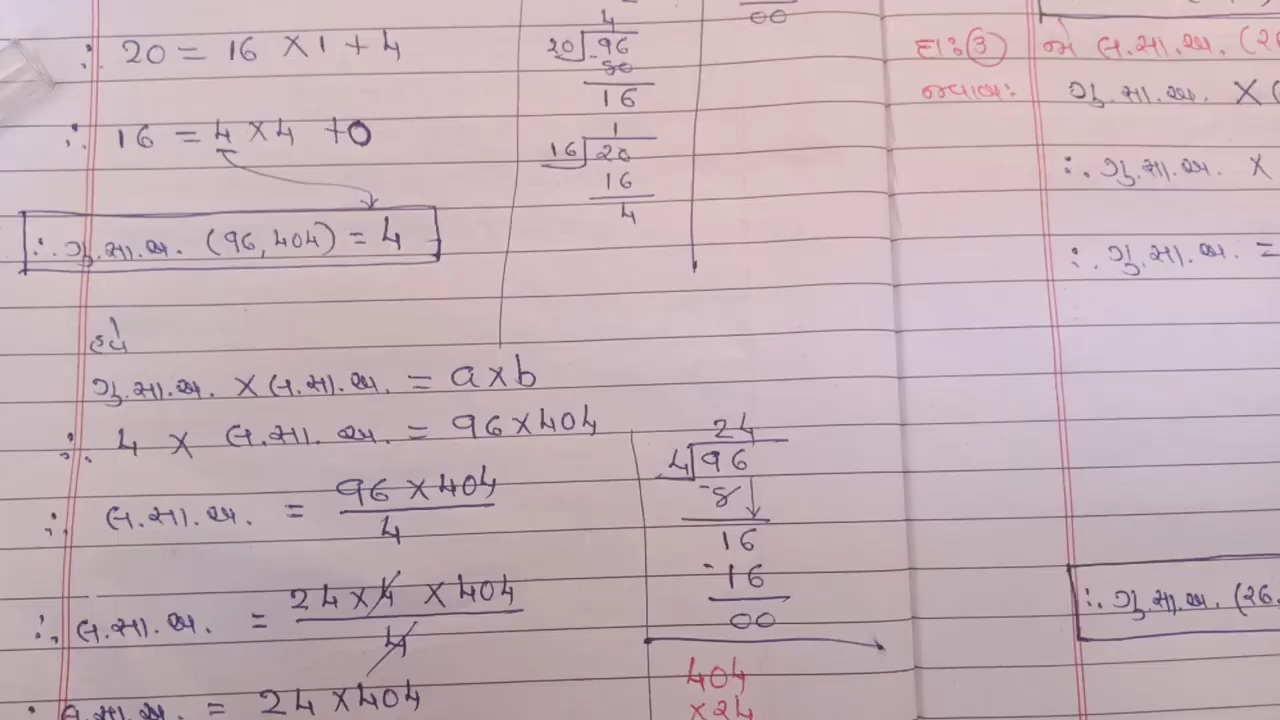 ∴ 20 = 16 × 1 + 4
∴ 16 = 4 × 4 + 0
∴ ગુ.સા.અ. (96, 404) = 4
હવે
ગુ.સા.અ. × લ.સા.અ. = a × b
∴ 4 × લ.સા.અ. = 96 × 404
∴ લ.સા.અ. = 96 × 404
4
∴ લ.સા.અ. = 24 × 4 × 404
4
∴ લ.સા.અ. = 24 × 404
4
20 96
-80
16
1
16 20
16
4
00
24
4 96
-8
16
-16
00
404
×24
દા૩ ③ જો લ.સા.અ. (26
જવાબ: ગુ.સા.અ. × (
∴ ગુ.સા.અ. ×
∴ ગુ.સા.અ. =
∴ ગુ.સા.અ. (26,